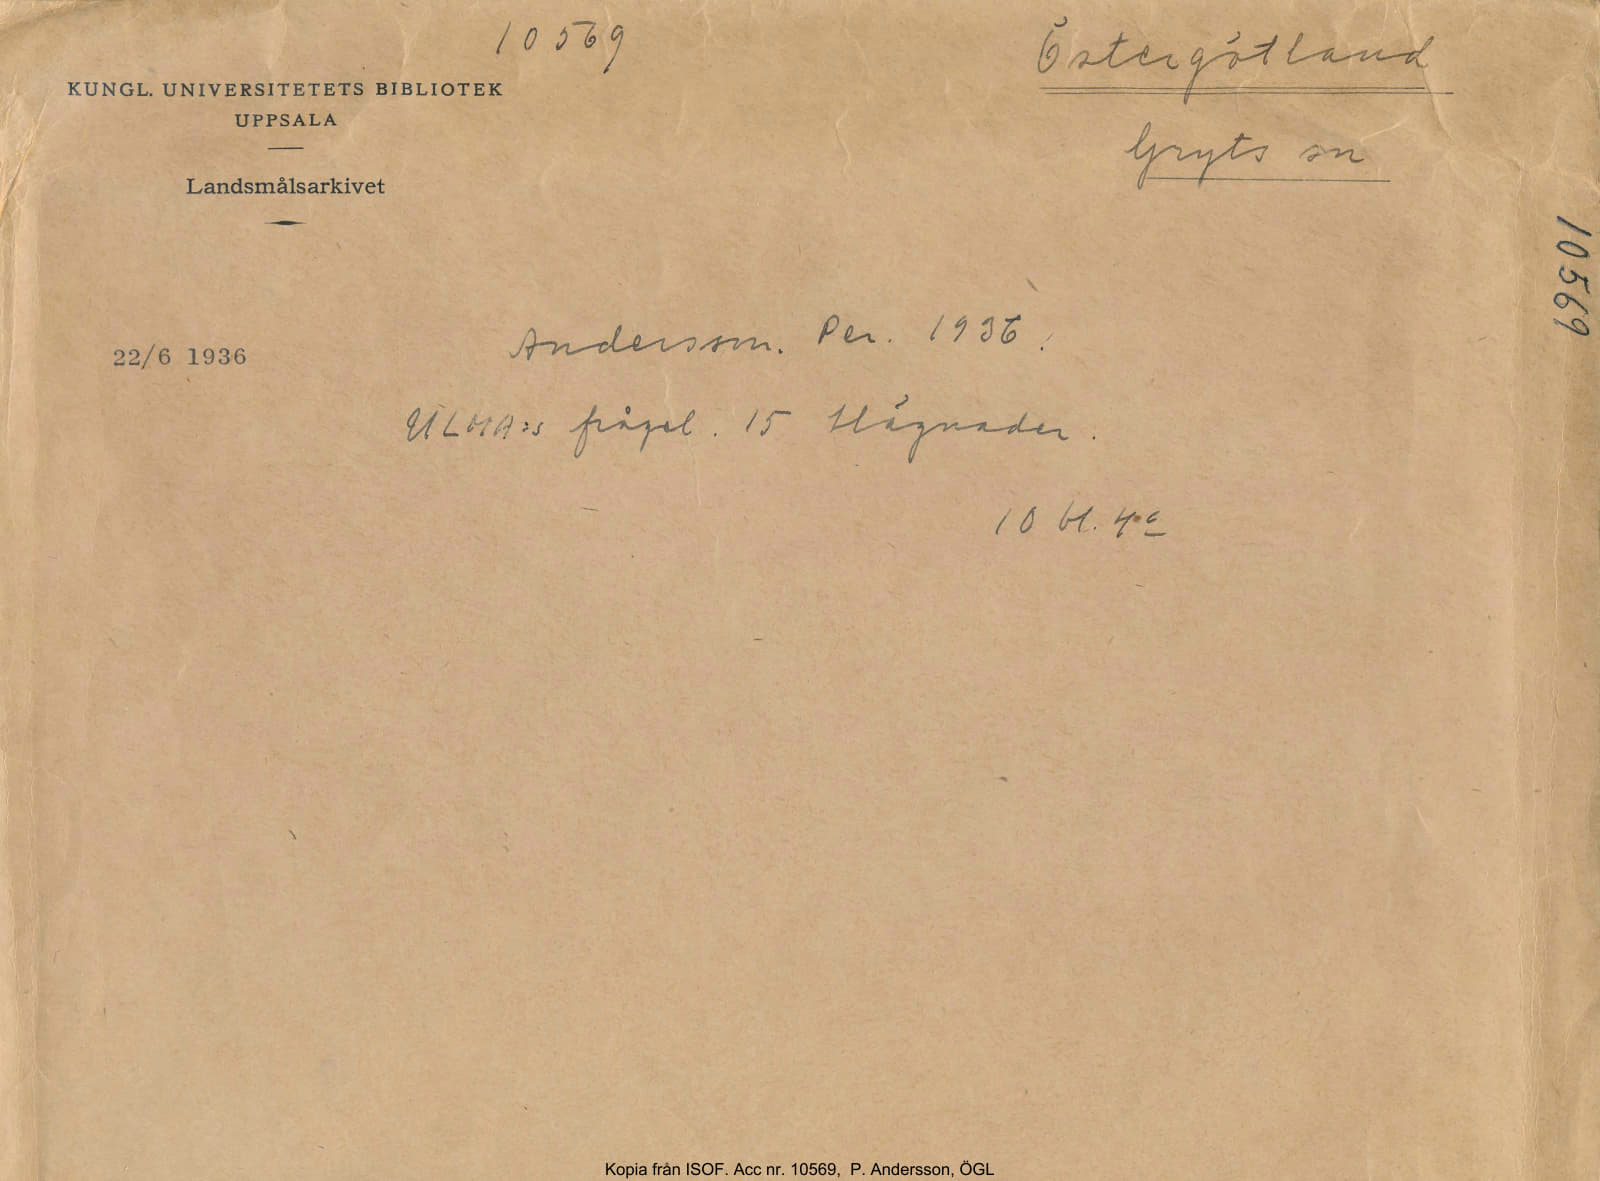 10569
Östergötland
KUNGL. UNIVERSITETETS BIBLIOTEK
UPPSALA
Gryts sn
Landsmålsarkivet
10569
22/6 1936
Andersson. Per. 1936.
ULMA:s frågel. 15 Hägnader.
10 bl. 4:o
Kopia från ISOF. Acc nr. 10569, P. Andersson, ÖGL